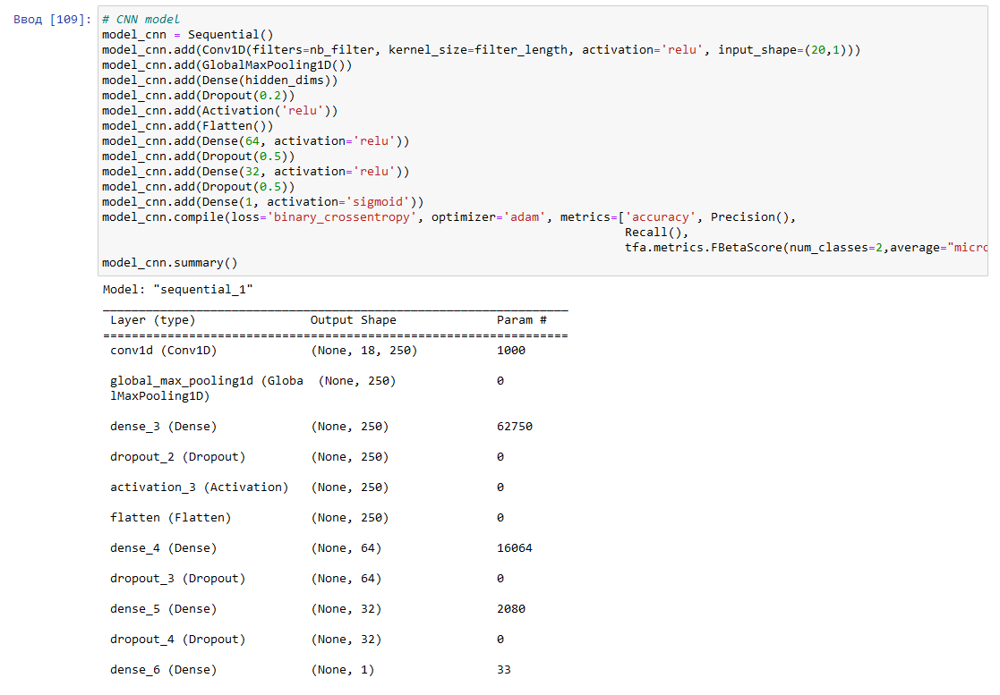 Ввод [109]: # CNN model
model_cnn = Sequential()
model_cnn.add(Conv1D(filters=nb_filter, kernel_size=filter_length, activation='relu', input_shape=(20,1)))
model_cnn.add(GlobalMaxPooling1D())
model_cnn.add(Dense(hidden_dims))
model_cnn.add(Dropout(0.2))
model_cnn.add(Activation('relu'))
model_cnn.add(Flatten())
model_cnn.add(Dense(64, activation='relu'))
model_cnn.add(Dropout(0.5))
model_cnn.add(Dense(32, activation='relu'))
model_cnn.add(Dropout(0.5))
model_cnn.add(Dense(1, activation='sigmoid'))
model_cnn.compile(loss='binary_crossentropy', optimizer='adam', metrics=['accuracy', Precision(),
Recall(),
tfa.metrics.FBetaScore(num_classes=2,average="micro
model_cnn.summary()
Model: "sequential_1"
Layer (type) Output Shape Param #
conv1d (Conv1D) (None, 18, 250) 1000
global_max_pooling1d (Globa (None, 250) 0
lMaxPooling1D)
dense_3 (Dense) (None, 250) 62750
dropout_2 (Dropout) (None, 250) 0
activation_3 (Activation) (None, 250) 0
flatten (Flatten) (None, 250) 0
dense_4 (Dense) (None, 64) 16064
dropout_3 (Dropout) (None, 64) 0
dense_5 (Dense) (None, 32) 2080
dropout_4 (Dropout) (None, 32) 0
dense_6 (Dense) (None, 1) 33